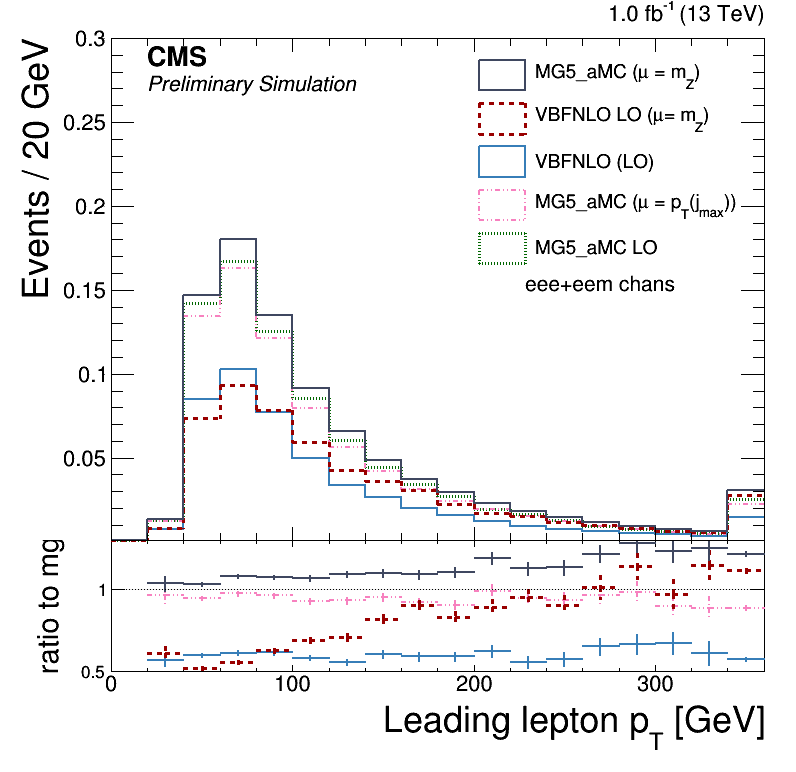 1.0 fb⁻¹ (13 TeV)
CMS
Preliminary Simulation
MG5_aMC (μ = m_Z)
VBFNLO LO (μ= m_Z)
VBFNLO (LO)
MG5_aMC (μ = p_T(j_max))
MG5_aMC LO
eee+eem chans
Events / 20 GeV
0.3
0.25
0.2
0.15
0.1
0.05
ratio to mg
1
0.5
0 100 200 300
Leading lepton p_T [GeV]